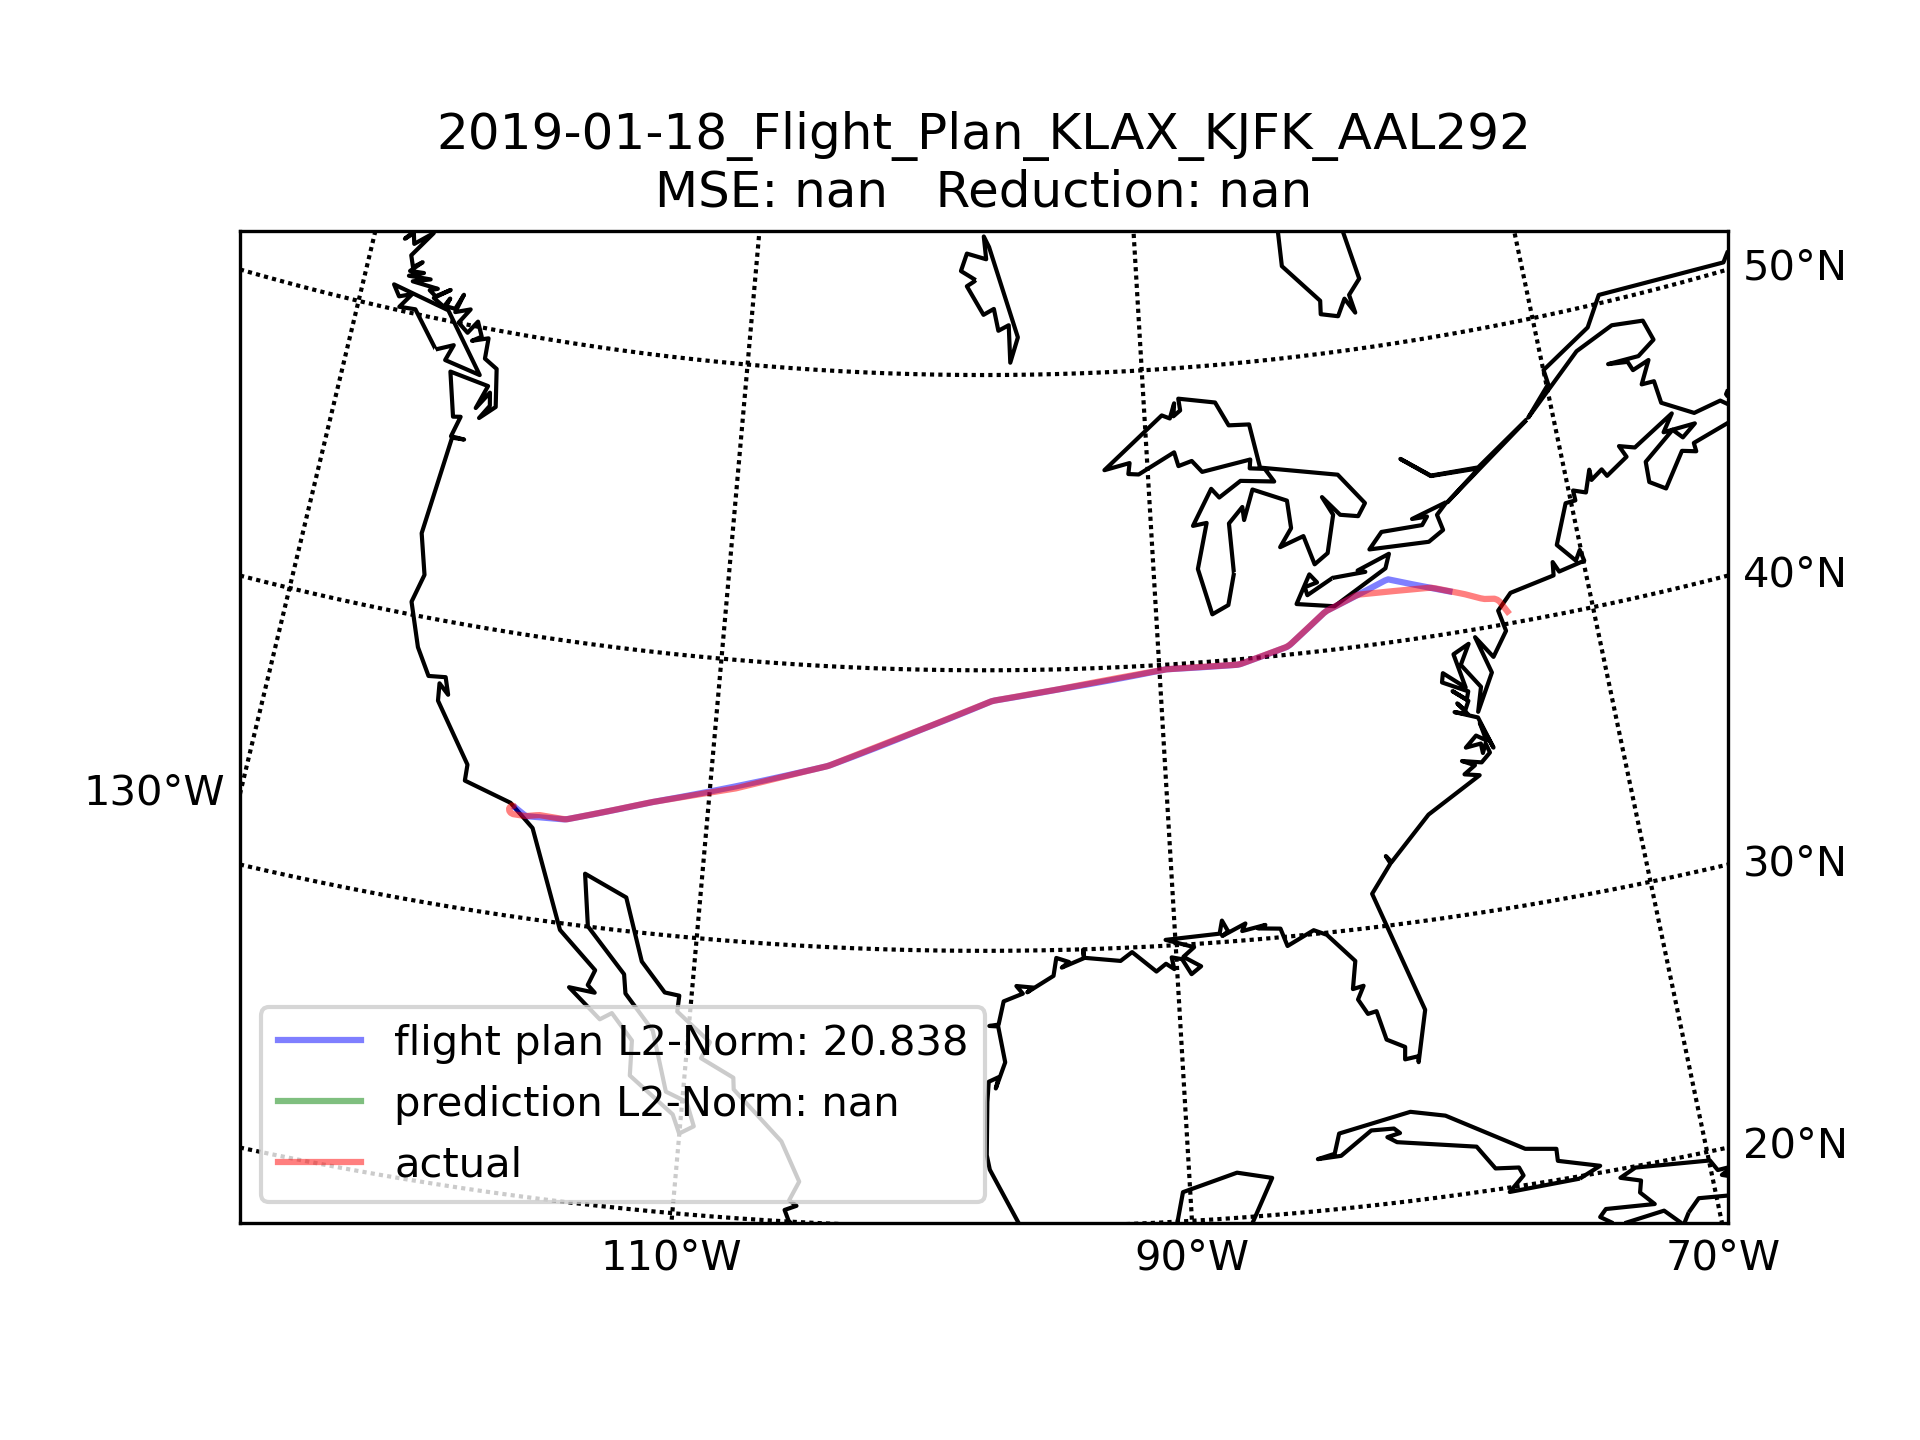 2019-01-18_Flight_Plan_KLAX_KJFK_AAL292
MSE: nan   Reduction: nan
50°N
40°N
130°W
30°N
flight plan L2-Norm: 20.838
prediction L2-Norm: nan
actual
20°N
110°W
90°W
70°W